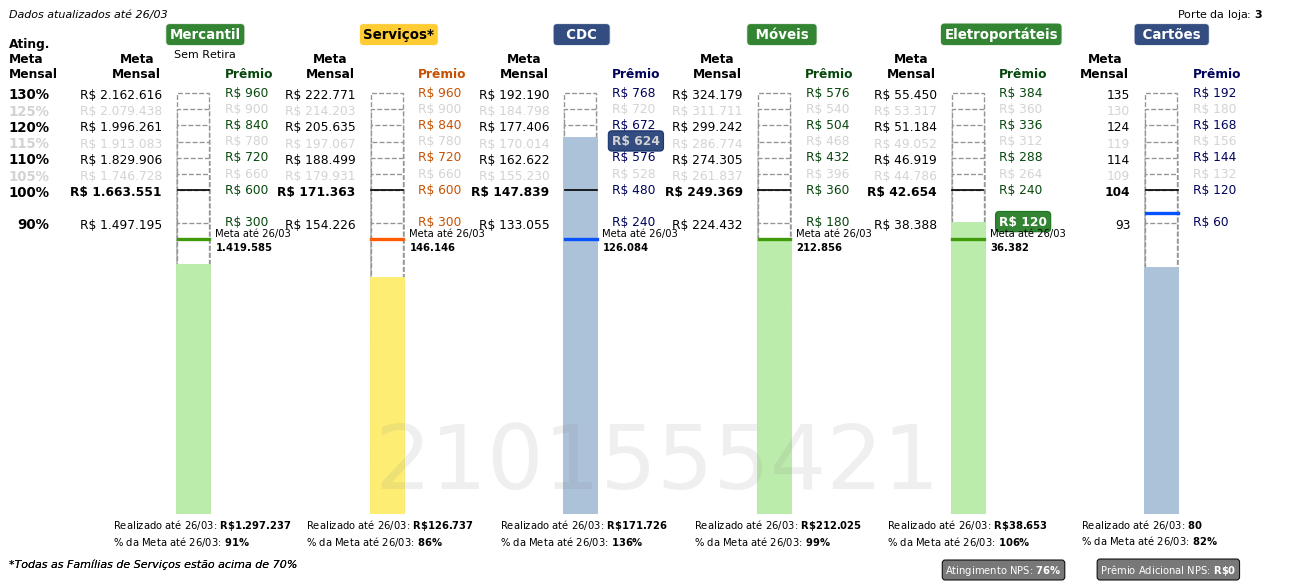 Dados atualizados até 26/03 Porte da loja: 3
Mercantil Serviços* CDC Móveis Eletroportáteis Cartões
Sem Retira
Ating. Meta Mensal Meta Mensal Prêmio Meta Mensal Prêmio Meta Mensal Prêmio Meta Mensal Prêmio Meta Mensal Prêmio Meta Mensal Prêmio
130% R$ 2.162.616 R$ 960 R$ 222.771 R$ 960 R$ 192.190 R$ 768 R$ 324.179 R$ 576 R$ 55.450 R$ 384 135 R$ 192
125% R$ 2.079.438 R$ 900 R$ 214.203 R$ 900 R$ 184.798 R$ 720 R$ 311.711 R$ 540 R$ 53.317 R$ 360 130 R$ 180
120% R$ 1.996.261 R$ 840 R$ 205.635 R$ 840 R$ 177.406 R$ 672 R$ 299.242 R$ 504 R$ 51.184 R$ 336 124 R$ 168
115% R$ 1.913.083 R$ 780 R$ 197.067 R$ 780 R$ 170.014 R$ 624 R$ 286.774 R$ 468 R$ 49.052 R$ 312 119 R$ 156
110% R$ 1.829.906 R$ 720 R$ 188.499 R$ 720 R$ 162.622 R$ 576 R$ 274.305 R$ 432 R$ 46.919 R$ 288 114 R$ 144
105% R$ 1.746.728 R$ 660 R$ 179.931 R$ 660 R$ 155.230 R$ 528 R$ 261.837 R$ 396 R$ 44.786 R$ 264 109 R$ 132
100% R$ 1.663.551 R$ 600 R$ 171.363 R$ 600 R$ 147.839 R$ 480 R$ 249.369 R$ 360 R$ 42.654 R$ 240 104 R$ 120
90% R$ 1.497.195 R$ 300 R$ 154.226 R$ 300 R$ 133.055 R$ 240 R$ 224.432 R$ 180 R$ 38.388 R$ 120 93 R$ 60
Meta até 26/03 Meta até 26/03 Meta até 26/03 Meta até 26/03 Meta até 26/03
1.419.585 146.146 126.084 212.856 36.382
2101555421
Realizado até 26/03: R$1.297.237 Realizado até 26/03: R$126.737 Realizado até 26/03: R$171.726 Realizado até 26/03: R$212.025 Realizado até 26/03: R$38.653 Realizado até 26/03: 80
% da Meta até 26/03: 91% % da Meta até 26/03: 86% % da Meta até 26/03: 136% % da Meta até 26/03: 99% % da Meta até 26/03: 106% % da Meta até 26/03: 82%
*Todas as Famílias de Serviços estão acima de 70% Atingimento NPS: 76% Prêmio Adicional NPS: R$0